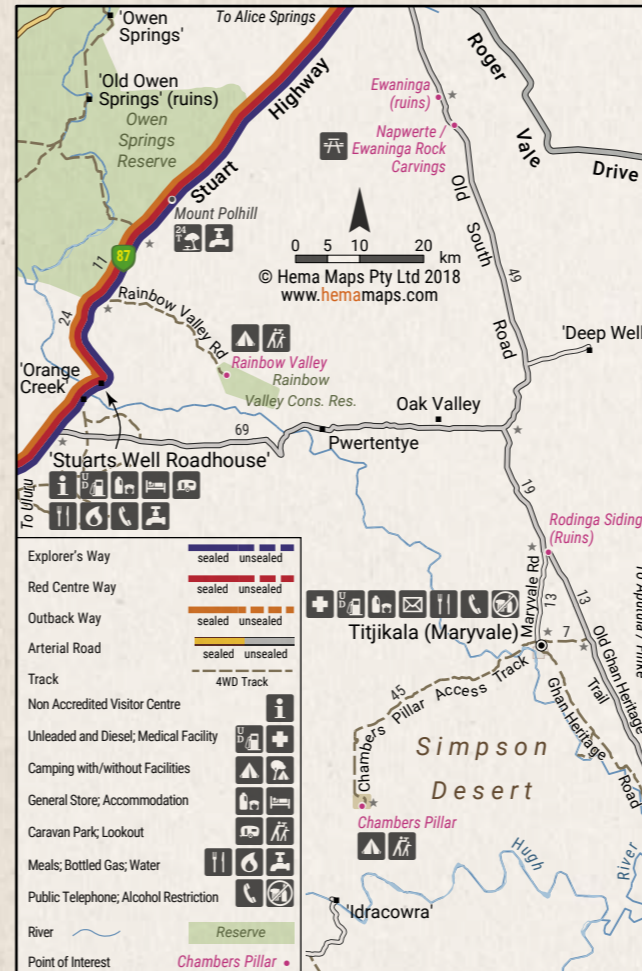 'Owen
Springs'
To Alice Springs
'Old Owen
Springs' (ruins)
Owen
Springs
Reserve
Stuart
Highway
Mount Polhill
24
T
11
87
24
Ewaninga
(ruins)
Napwerte /
Ewaninga Rock
Carvings
Roger
Vale
Drive
0 5 10 20 km
© Hema Maps Pty Ltd 2018
www.hemamaps.com
Old
South
Road
49
'Deep Well
Rainbow Valley Rd
Rainbow Valley
Rainbow
Valley Cons. Res.
'Orange
Creek'
Oak Valley
69
Pwertentye
'Stuarts Well Roadhouse'
To Uluru
i
UD
19
Rodinga Siding
(Ruins)
Maryvale Rd
13
13
UD
Titjikala (Maryvale)
7
Old Ghan Heritage
Trail
45
Chambers Pillar Access Track
Ghan Heritage
Road
Simpson
Desert
Chambers Pillar
Hugh
River
'Idracowra'
Explorer's Way
sealed unsealed
Red Centre Way
sealed unsealed
Outback Way
sealed unsealed
Arterial Road
sealed unsealed
Track
4WD Track
Non Accredited Visitor Centre
i
Unleaded and Diesel; Medical Facility
UD
Camping with/without Facilities
General Store; Accommodation
Caravan Park; Lookout
Meals; Bottled Gas; Water
Public Telephone; Alcohol Restriction
River
Reserve
Point of Interest
Chambers Pillar